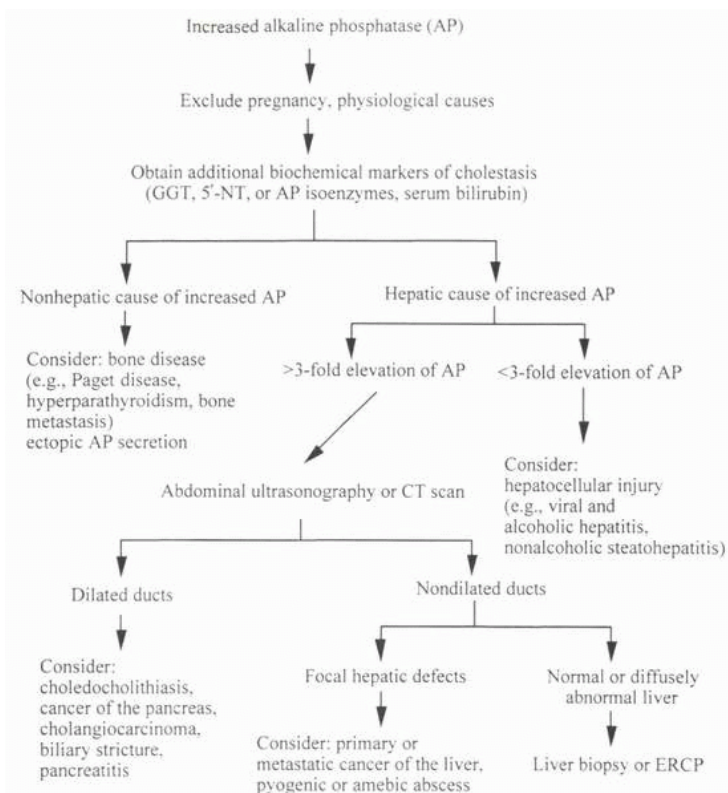 Increased alkaline phosphatase (AP)
Exclude pregnancy, physiological causes
Obtain additional biochemical markers of cholestasis
(GGT, 5'-NT, or AP isoenzymes, serum bilirubin)
Nonhepatic cause of increased AP
Hepatic cause of increased AP
Consider: bone disease
(e.g., Paget disease,
hyperparathyroidism, bone
metastasis)
ectopic AP secretion
>3-fold elevation of AP
<3-fold elevation of AP
Consider:
hepatocellular injury
(e.g., viral and
alcoholic hepatitis,
nonalcoholic steatohepatitis)
Abdominal ultrasonography or CT scan
Dilated ducts
Nondilated ducts
Consider:
choledocholithiasis,
cancer of the pancreas,
cholangiocarcinoma,
biliary stricture,
pancreatitis
Focal hepatic defects
Normal or diffusely
abnormal liver
Consider: primary or
metastatic cancer of the liver,
pyogenic or amebic abscess
Liver biopsy or ERCP